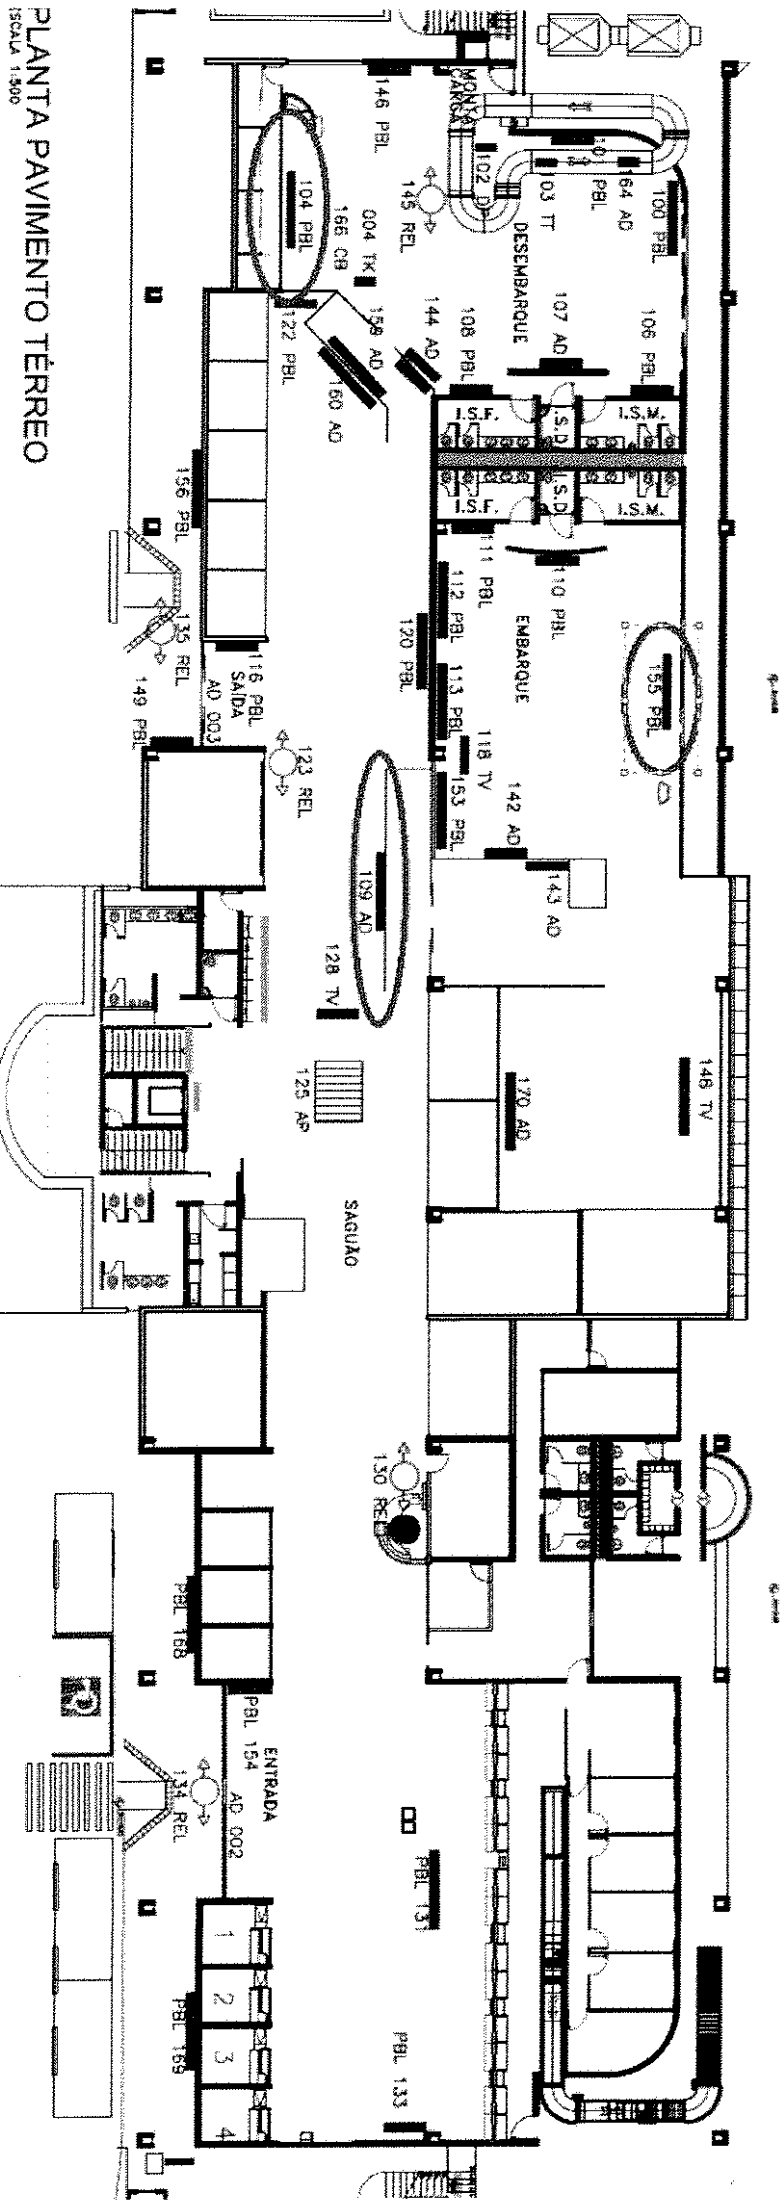 PLANTA PAVIMENTO TÉRREO
ESCALA 1:500
MONTA
CARGA
146 PBL
104 PBL
166 CB
004 TK
145 REL
102 DP
103 TT
164 AD
100 PBL
DESEMBARQUE
122 PBL
160 AD
158 AD
144 AD
108 PBL
107 AD
106 PBL
I.S.F.
I.S.D.
I.S.M.
I.S.F.
I.S.D.
I.S.M.
156 PBL
111 PBL
110 PBL
112 PBL
120 PBL
EMBARQUE
155 PBL
135 REL
116 PBL
SAÍDA
AD 003
149 PBL
113 PBL
118 TV
123 REL
153 PBL
142 AD
143 AD
109 AD
128 TV
125 AP
170 AD
148 TV
SAGUÃO
130 REL
PBL 168
PBL 154
ENTRADA
AD 002
134 REL
PBL 131
1
2
3
4
PBL 169
PBL 133